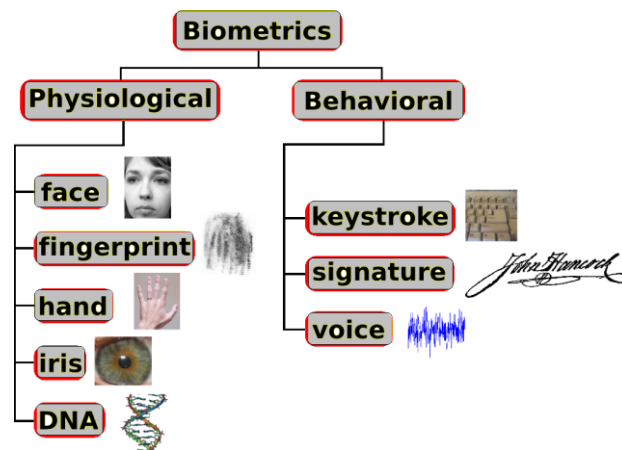 Biometrics
Physiological
Behavioral
face
fingerprint
hand
iris
DNA
keystroke
signature
John Hancock
voice